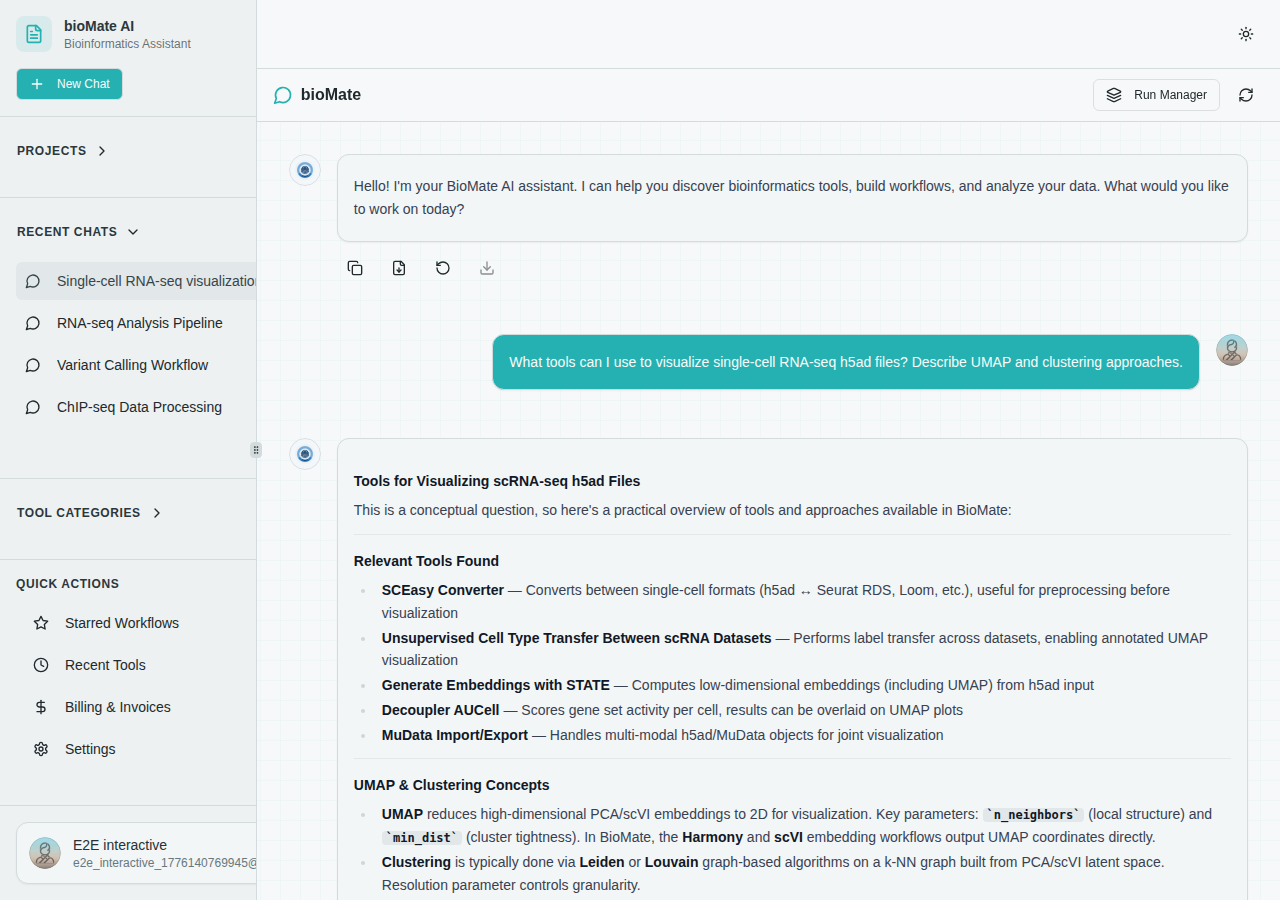 bioMate AI
Bioinformatics Assistant
New Chat
PROJECTS
RECENT CHATS
Single-cell RNA-seq visualization
RNA-seq Analysis Pipeline
Variant Calling Workflow
ChIP-seq Data Processing
TOOL CATEGORIES
QUICK ACTIONS
Starred Workflows
Recent Tools
Billing & Invoices
Settings
E2E interactive
e2e_interactive_1776140769945@
bioMate
Run Manager
Hello! I'm your BioMate AI assistant. I can help you discover bioinformatics tools, build workflows, and analyze your data. What would you like
to work on today?
What tools can I use to visualize single-cell RNA-seq h5ad files? Describe UMAP and clustering approaches.
Tools for Visualizing scRNA-seq h5ad Files
This is a conceptual question, so here's a practical overview of tools and approaches available in BioMate:
Relevant Tools Found
• SCEasy Converter — Converts between single-cell formats (h5ad ↔ Seurat RDS, Loom, etc.), useful for preprocessing before
visualization
• Unsupervised Cell Type Transfer Between scRNA Datasets — Performs label transfer across datasets, enabling annotated UMAP
visualization
• Generate Embeddings with STATE — Computes low-dimensional embeddings (including UMAP) from h5ad input
• Decoupler AUCell — Scores gene set activity per cell, results can be overlaid on UMAP plots
• MuData Import/Export — Handles multi-modal h5ad/MuData objects for joint visualization
UMAP & Clustering Concepts
• UMAP reduces high-dimensional PCA/scVI embeddings to 2D for visualization. Key parameters: `n_neighbors` (local structure) and
`min_dist` (cluster tightness). In BioMate, the Harmony and scVI embedding workflows output UMAP coordinates directly.
• Clustering is typically done via Leiden or Louvain graph-based algorithms on a k-NN graph built from PCA/scVI latent space.
Resolution parameter controls granularity.